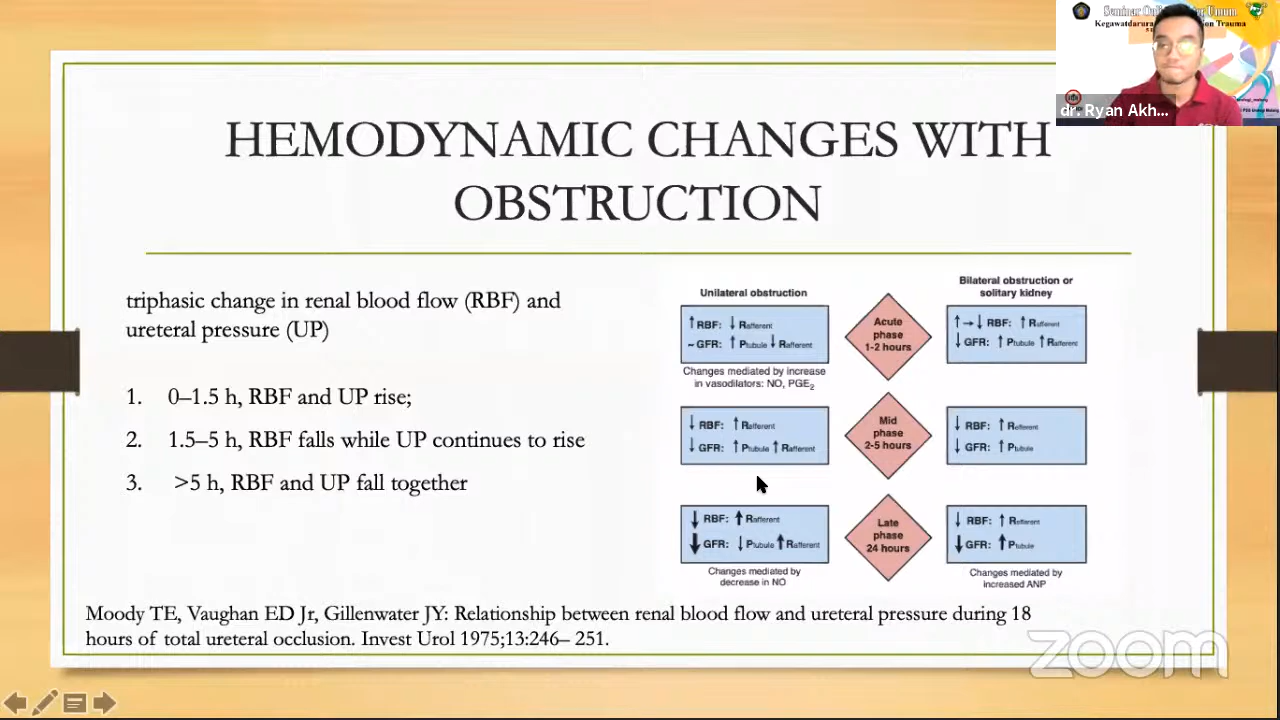 HEMODYNAMIC CHANGES WITH
OBSTRUCTION
triphasic change in renal blood flow (RBF) and
ureteral pressure (UP)
1. 0–1.5 h, RBF and UP rise;
2. 1.5–5 h, RBF falls while UP continues to rise
3. >5 h, RBF and UP fall together
Unilateral obstruction
Bilateral obstruction or
solitary kidney
↑ RBF: ↓ Rafferent
~ GFR: ↑ Ptubule ↓ Rafferent
Changes mediated by increase
in vasodilators: NO, PGE2
Acute
phase
1-2 hours
↑ → ↓ RBF: ↑ Rafferent
↓ GFR: ↑ Ptubule ↑ Rafferent
↓ RBF: ↑ Rafferent
↓ GFR: ↑ Ptubule ↑ Rafferent
Mid
phase
2-5 hours
↓ RBF: ↑ Rafferent
↓ GFR: ↑ Ptubule
↓ RBF: ↑ Rafferent
↓ GFR: ↓ Ptubule ↑ Rafferent
Changes mediated by
decrease in NO
Late
phase
24 hours
↓ RBF: ↑ Rafferent
↓ GFR: ↑ Ptubule
Changes mediated by
increased ANP
Moody TE, Vaughan ED Jr, Gillenwater JY: Relationship between renal blood flow and ureteral pressure during 18
hours of total ureteral occlusion. Invest Urol 1975;13:246– 251.
zoom
Seminar Umum
Trauma
dr. Ryan Akh...